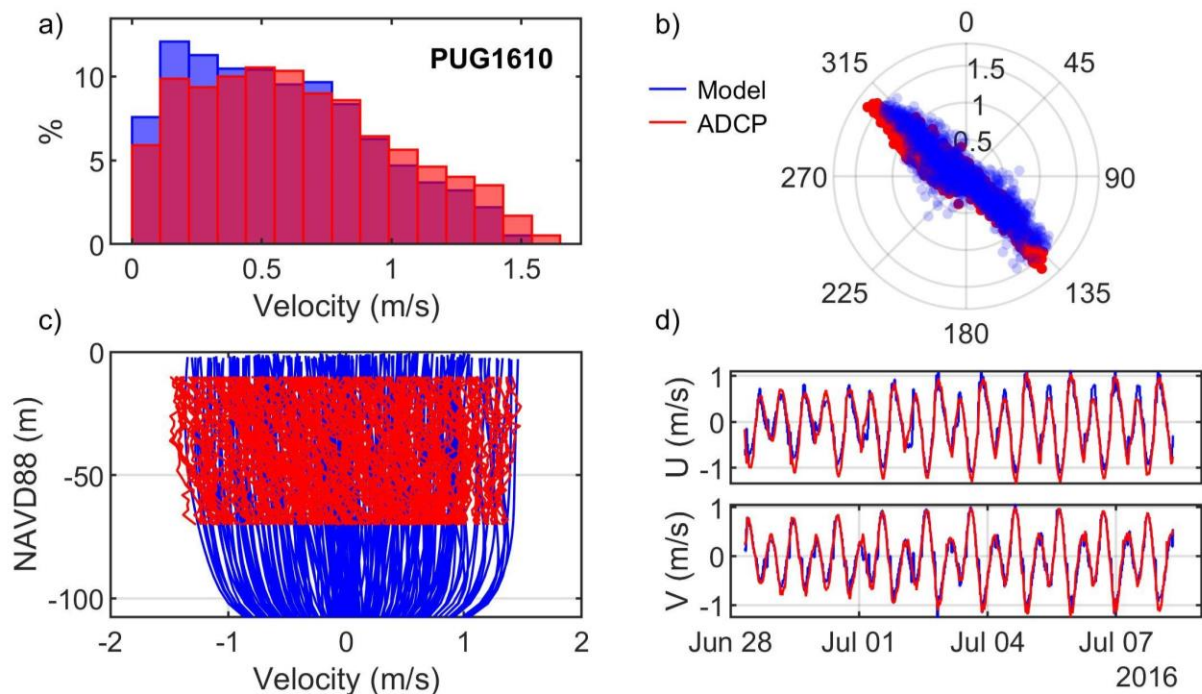 a)
PUG1610
10
5
0
%
0
0.5
1
1.5
Velocity (m/s)
b)
Model
ADCP
0
45
90
135
180
225
270
315
0.5
1
1.5
c)
0
-50
-100
NAVD88 (m)
-2
-1
0
1
2
Velocity (m/s)
d)
1
0
-1
U (m/s)
1
0
-1
V (m/s)
Jun 28
Jul 01
Jul 04
Jul 07
2016